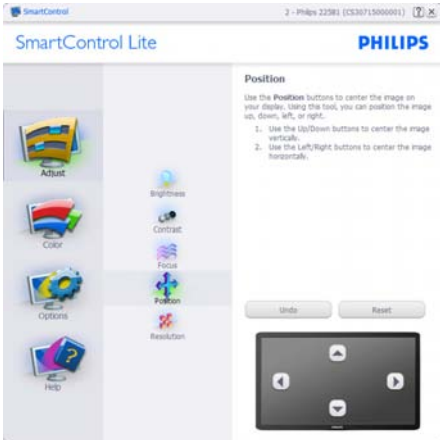 SmartControl
2 - Philips 225B1 (CS30715000001)
SmartControl Lite
PHILIPS
Adjust
Color
Options
Help
Brightness
Contrast
Focus
Position
Resolution
Position
Use the Position buttons to center the image on
your display. Using this tool, you can position the image
up, down, left, or right.
1. Use the Up/Down buttons to center the image
vertically.
2. Use the Left/Right buttons to center the image
horizontally.
Undo
Reset